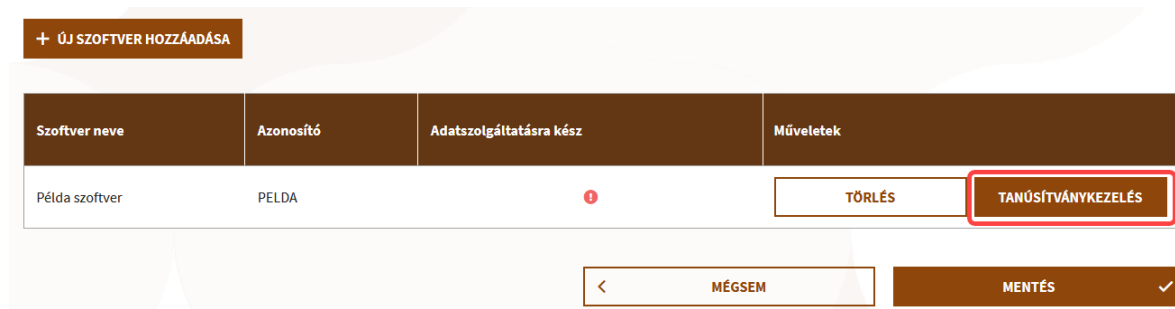 + ÚJ SZOFTVER HOZZÁADÁSA
Szoftver neve Azonosító Adatszolgáltatásra kész Műveletek
Példa szoftver PELDA ! TÖRLÉS TANÚSÍTVÁNYKEZELÉS
MÉGSEM MENTÉS